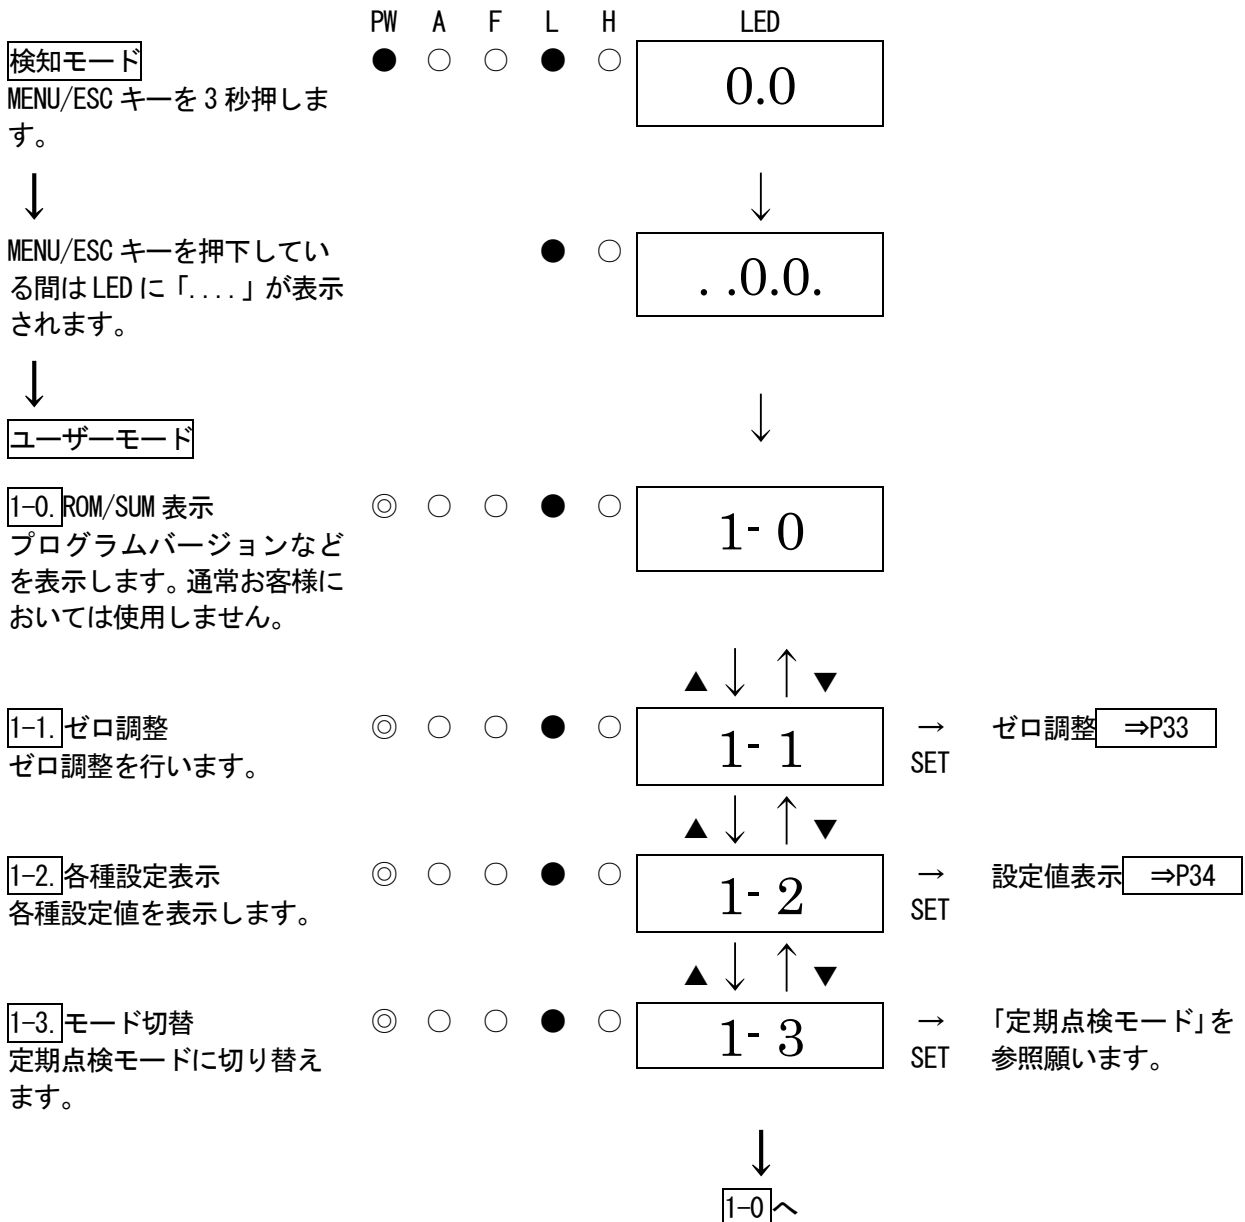 PW A F L H LED
検知モード ● ○ ○ ● ○ 0.0
MENU/ESC キーを 3 秒押しま
す。
↓ ↓
MENU/ESC キーを押下してい ● ○ . .0.0.
る間は LED に「....」が表示
されます。
↓ ↓
ユーザーモード
1-0.ROM/SUM 表示 ◎ ○ ○ ● ○ 1- 0
プログラムバージョンなど
を表示します。通常お客様に
おいては使用しません。
▲ ↓ ↑ ▼
1-1.ゼロ調整 ◎ ○ ○ ● ○ 1- 1 → ゼロ調整 ⇒P33
ゼロ調整を行います。 SET
▲ ↓ ↑ ▼
1-2.各種設定表示 ◎ ○ ○ ● ○ 1- 2 → 設定値表示 ⇒P34
各種設定値を表示します。 SET
▲ ↓ ↑ ▼
1-3.モード切替 ◎ ○ ○ ● ○ 1- 3 → 「定期点検モード」を
定期点検モードに切り替え SET 参照願います。
ます。
↓
1-0へ